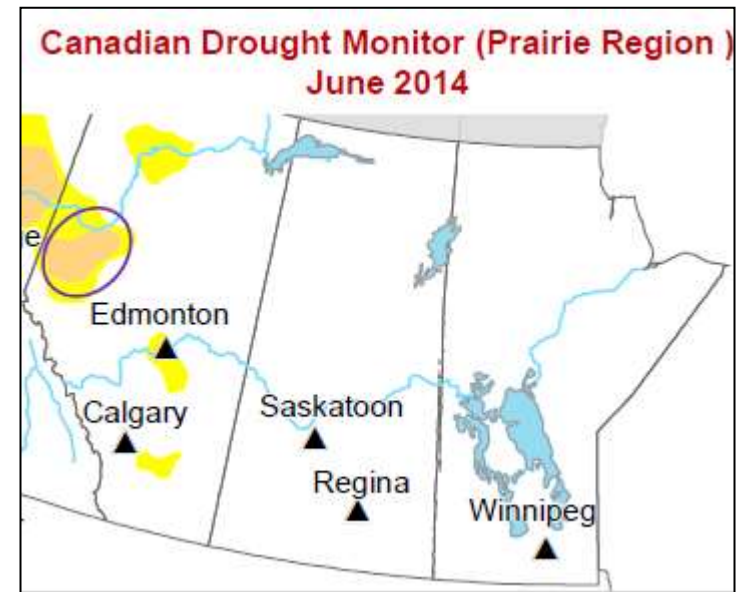 Canadian Drought Monitor (Prairie Region )
June 2014
e
Edmonton
Calgary
Saskatoon
Regina
Winnipeg